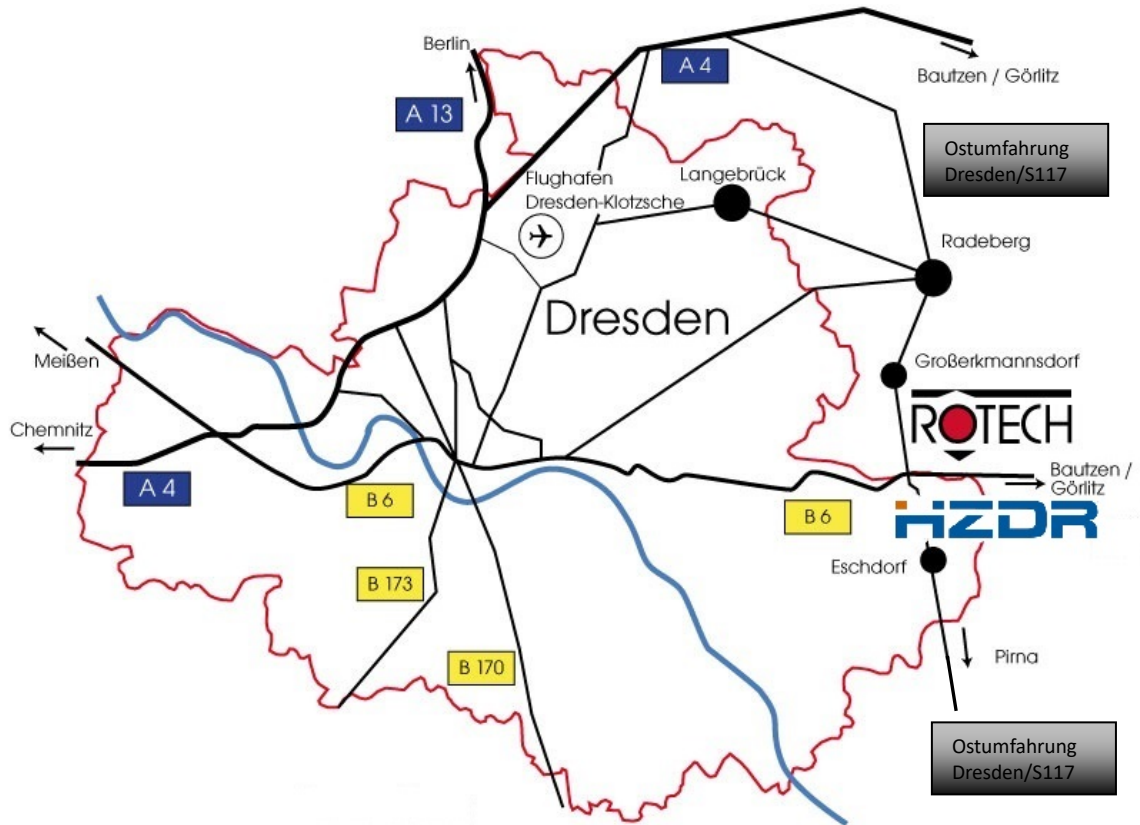 Berlin
A 4
Bautzen / Görlitz
A 13
Ostumfahrung
Dresden/S117
Flughafen
Dresden-Klotzsche
Langebrück
Radeberg
Dresden
Meißen
Großerkmannsdorf
Chemnitz
ROTECH
A 4
B 6
B 6
Bautzen /
Görlitz
HZDR
Eschdorf
B 173
B 170
Pirna
Ostumfahrung
Dresden/S117